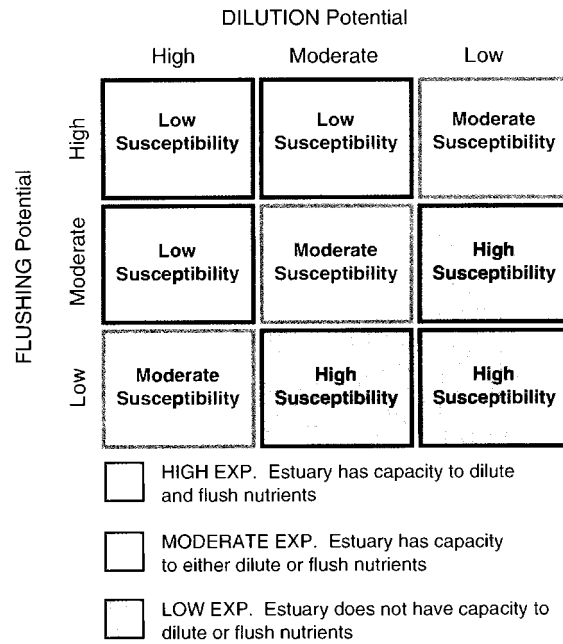 DILUTION Potential
High Moderate Low
FLUSHING Potential
High
Low
Susceptibility
Low
Susceptibility
Moderate
Susceptibility
Moderate
Low
Susceptibility
Moderate
Susceptibility
High
Susceptibility
Low
Moderate
Susceptibility
High
Susceptibility
High
Susceptibility
HIGH EXP. Estuary has capacity to dilute
and flush nutrients
MODERATE EXP. Estuary has capacity
to either dilute or flush nutrients
LOW EXP. Estuary does not have capacity to
dilute or flush nutrients